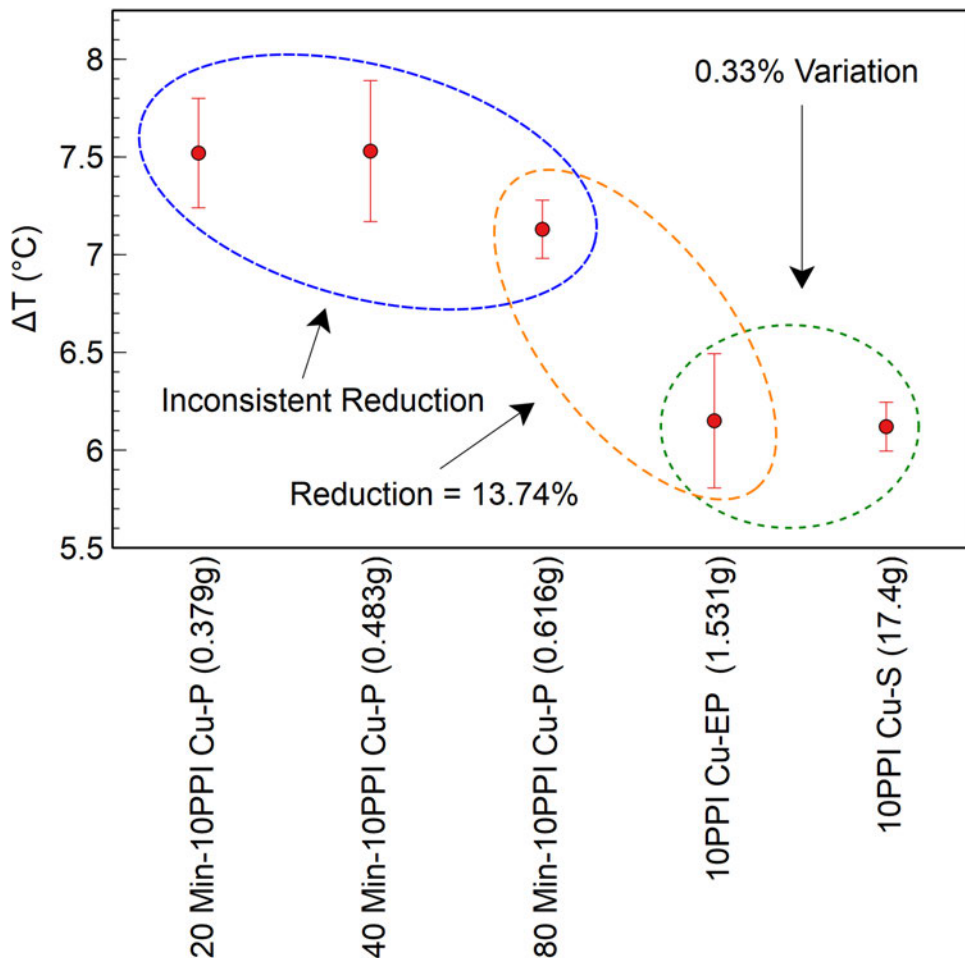 8
7.5
7
6.5
6
5.5
ΔT (°C)
0.33% Variation
Inconsistent Reduction
Reduction = 13.74%
20 Min-10PPI Cu-P (0.379g)
40 Min-10PPI Cu-P (0.483g)
80 Min-10PPI Cu-P (0.616g)
10PPI Cu-EP (1.531g)
10PPI Cu-S (17.4g)